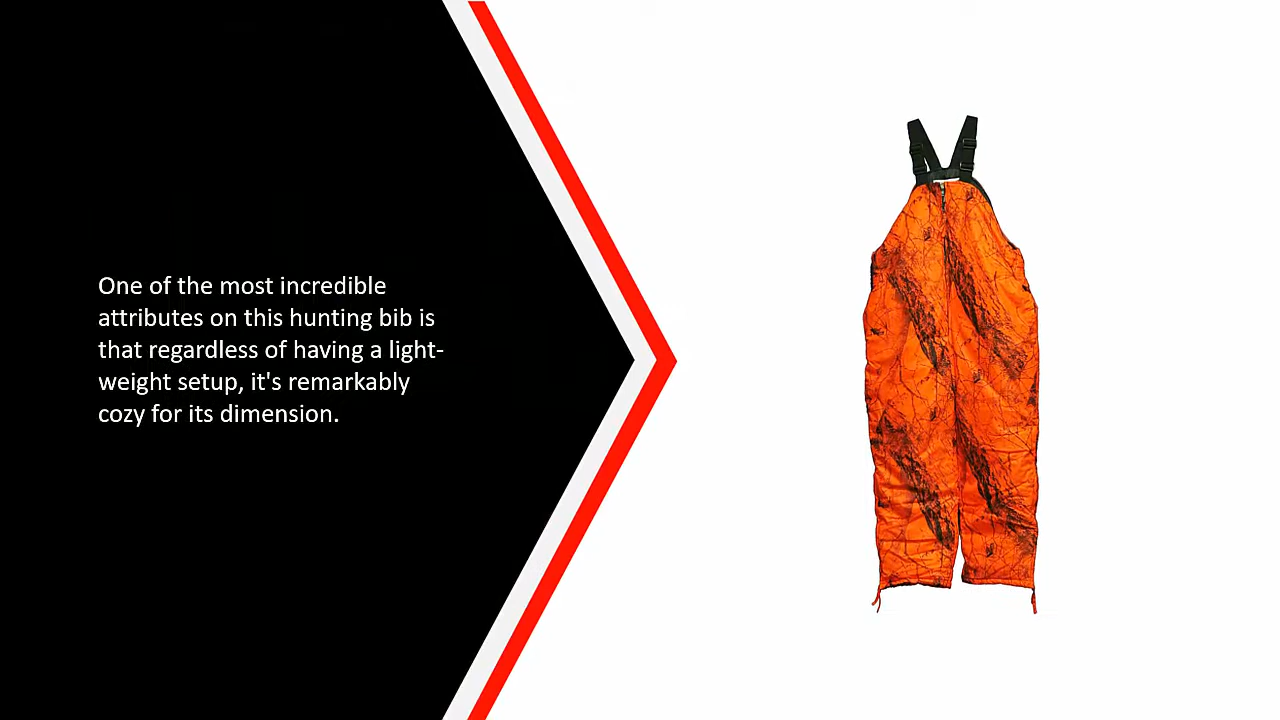 One of the most incredible
attributes on this hunting bib is
that regardless of having a light-
weight setup, it's remarkably
cozy for its dimension.